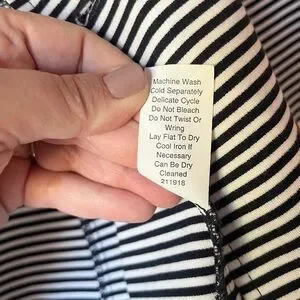 Machine Wash
Cold Separately
Delicate Cycle
Do Not Bleach
Do Not Twist Or
Wring
Lay Flat To Dry
Cool Iron If
Necessary
Can Be Dry
Cleaned
211918